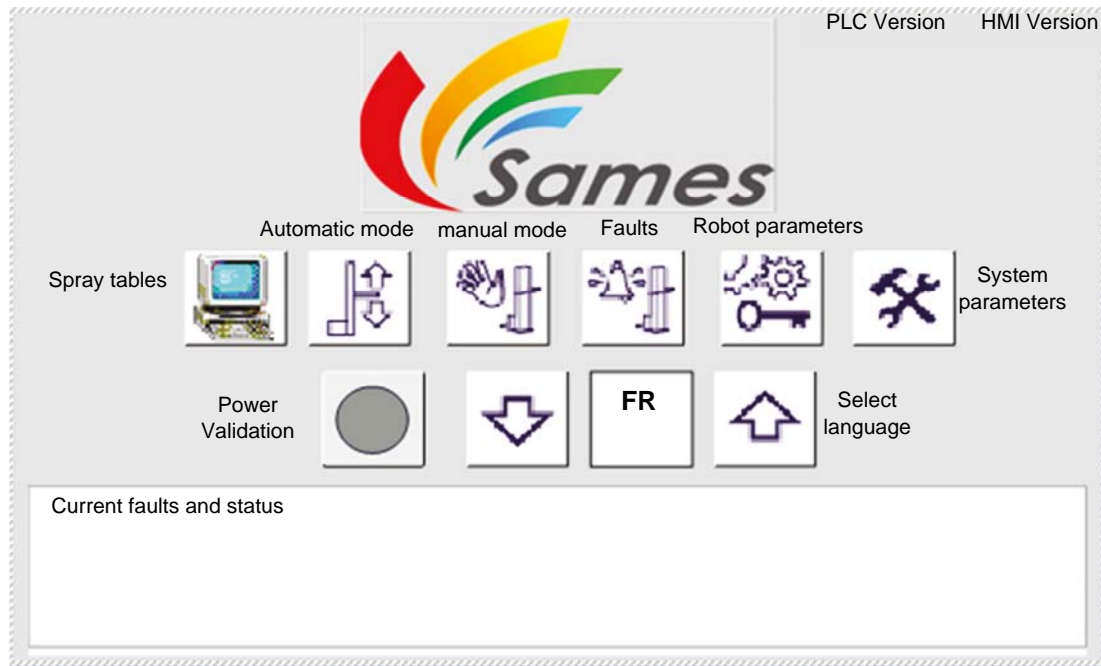 PLC Version HMI Version
Sames
Automatic mode manual mode Faults Robot parameters
Spray tables
System
parameters
Power
Validation
FR
Select
language
Current faults and status